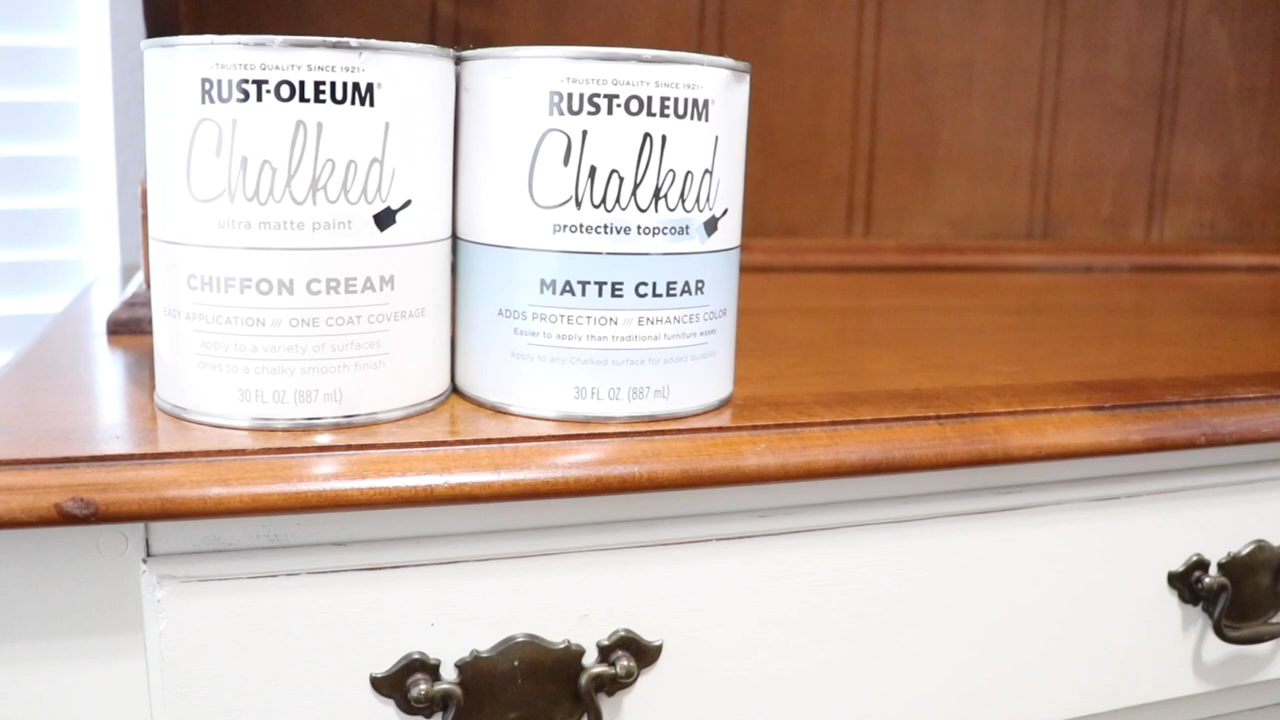 ·TRUSTED QUALITY SINCE 1921·
RUST-OLEUM®
Chalked
ultra matte paint
CHIFFON CREAM
EASY APPLICATION /// ONE COAT COVERAGE
apply to a variety of surfaces
dries to a chalky smooth finish
30 FL. OZ. (887 mL)
·TRUSTED QUALITY SINCE 1921·
RUST-OLEUM®
Chalked
protective topcoat
MATTE CLEAR
ADDS PROTECTION /// ENHANCES COLOR
Easier to apply than traditional furniture waxes
Apply to any Chalked surface for added durability
30 FL. OZ. (887 mL)